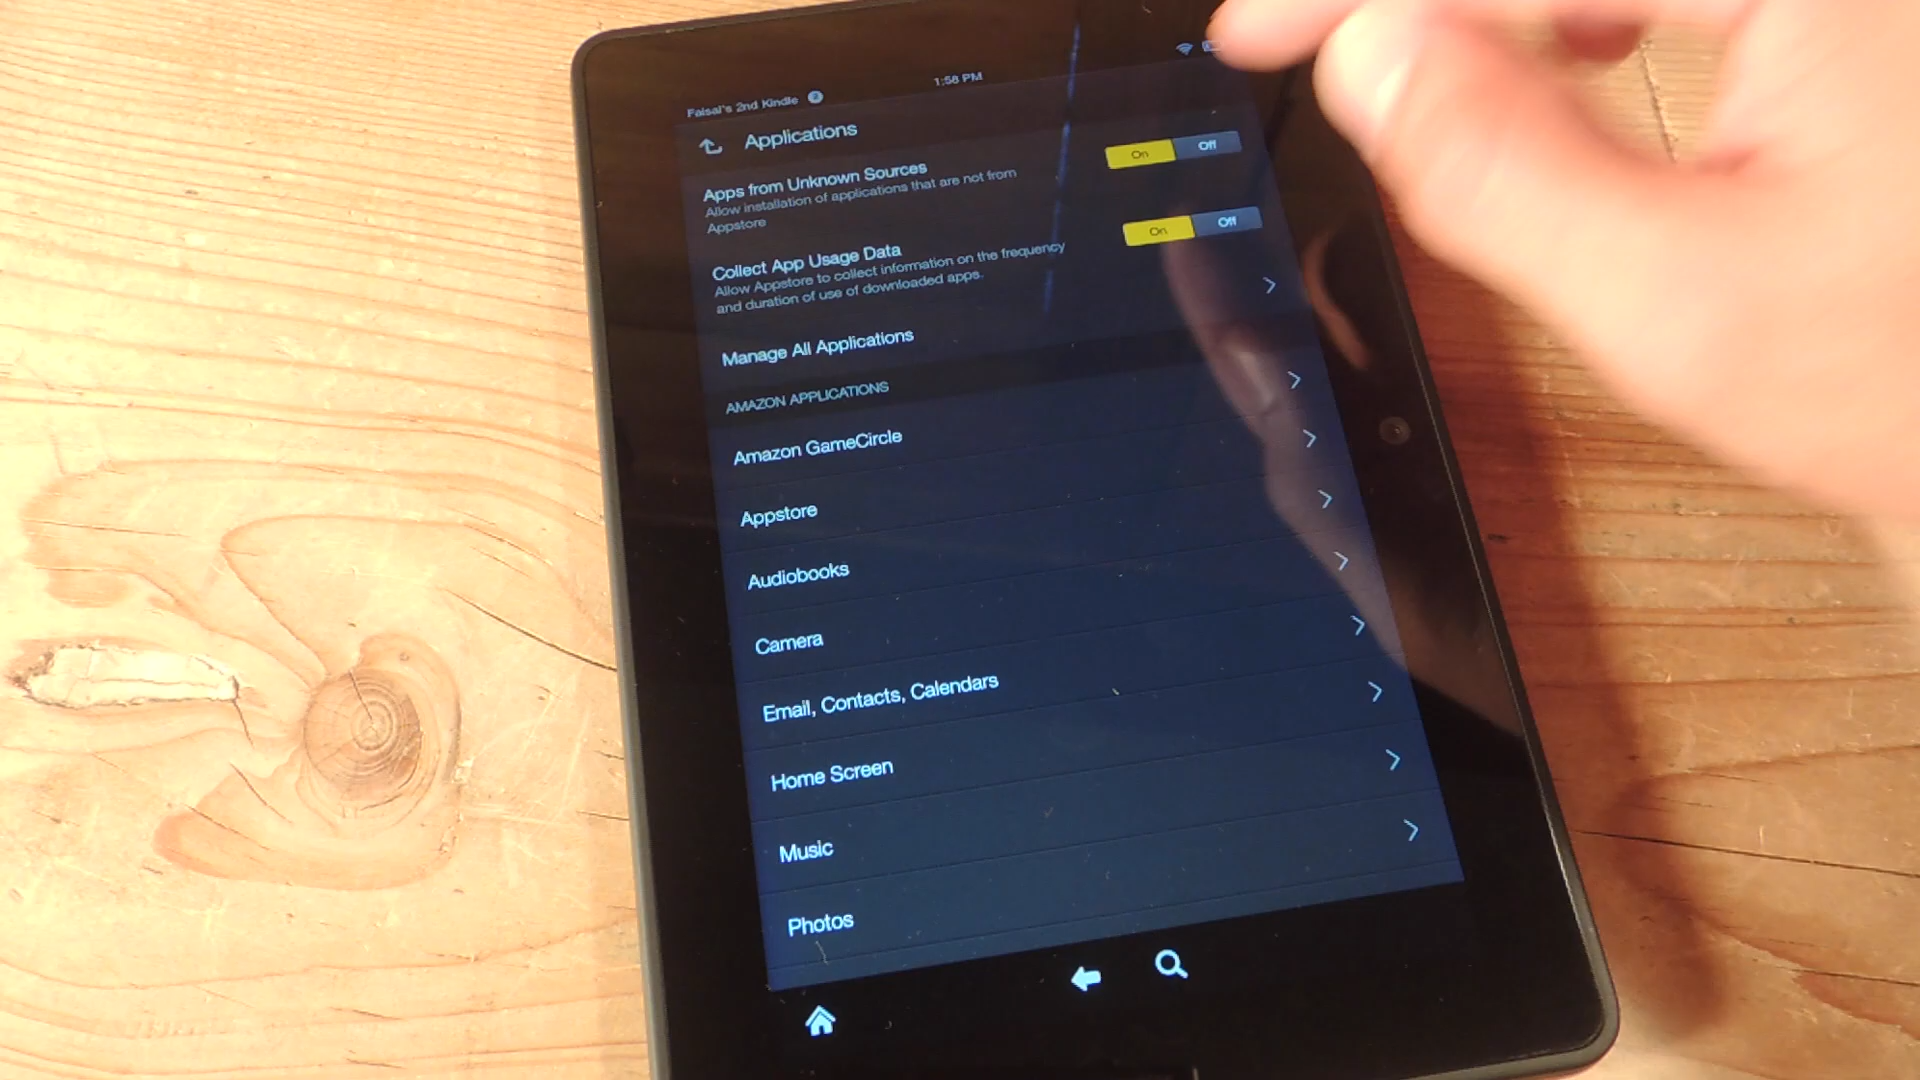 Faisal's 2nd Kindle 2
1:58 PM
Applications
Apps from Unknown Sources
On Off
Allow installation of applications that are not from
Appstore
Collect App Usage Data
On Off
Allow Appstore to collect information on the frequency
and duration of use of downloaded apps.
Manage All Applications
AMAZON APPLICATIONS
Amazon GameCircle
Appstore
Audiobooks
Camera
Email, Contacts, Calendars
Home Screen
Music
Photos